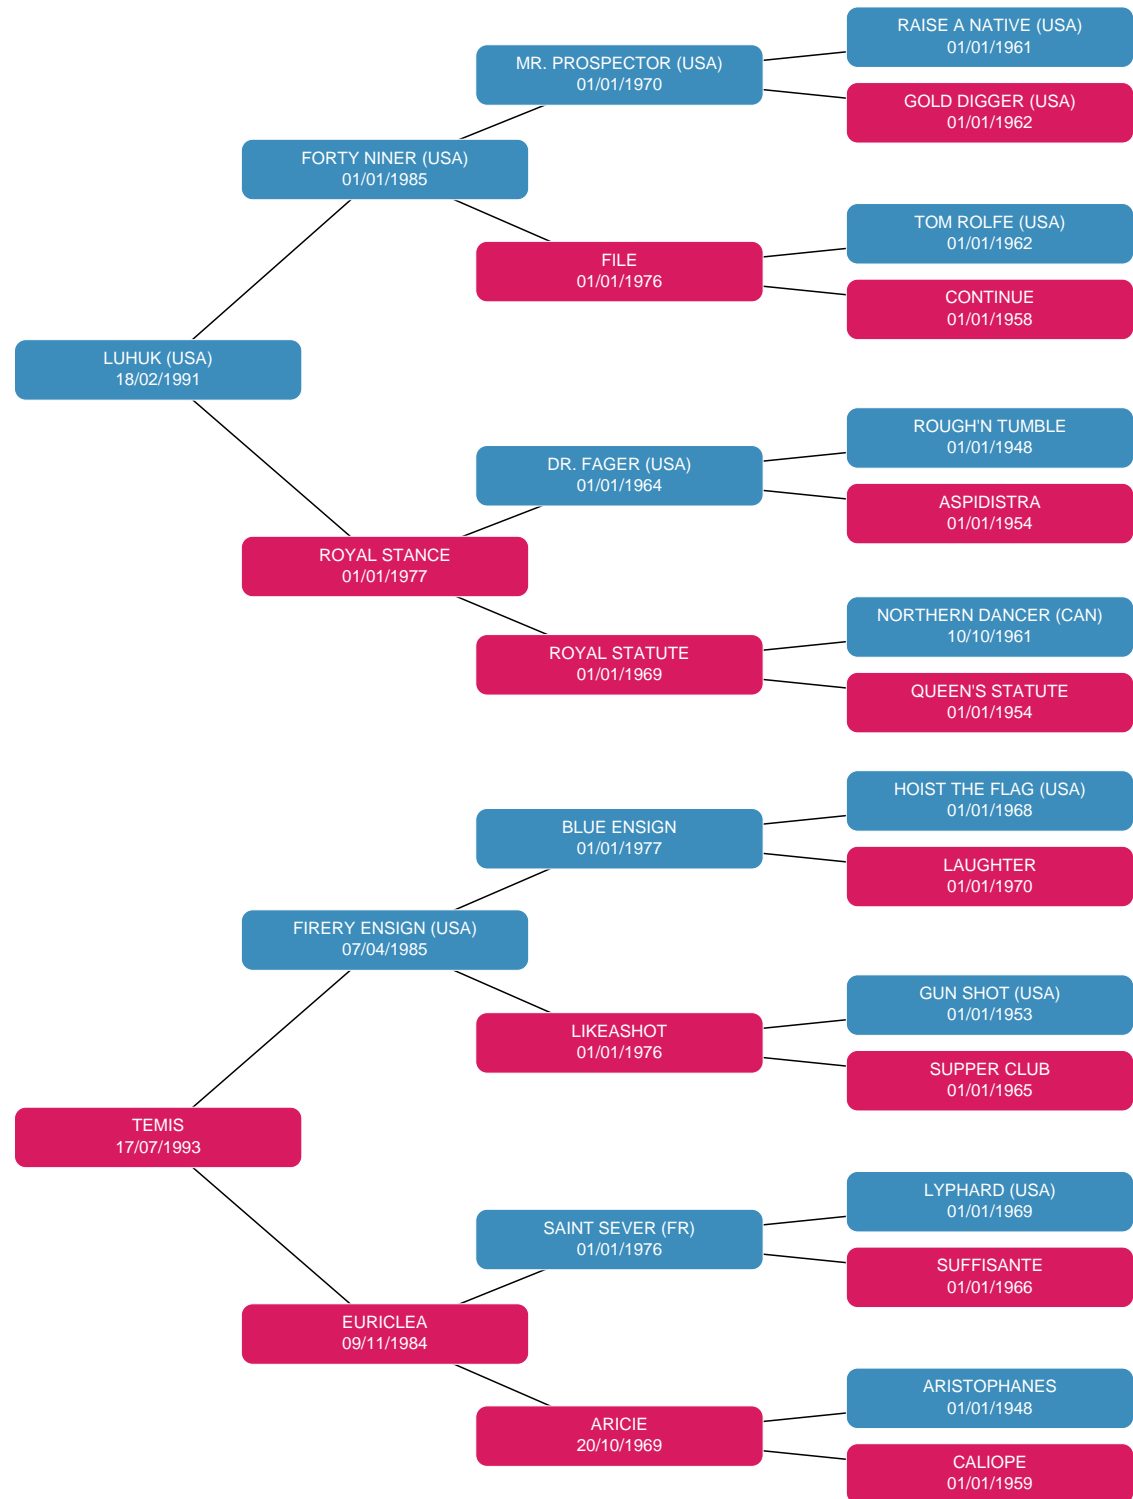 RAISE A NATIVE (USA)
01/01/1961
MR. PROSPECTOR (USA)
01/01/1970
GOLD DIGGER (USA)
01/01/1962
FORTY NINER (USA)
01/01/1985
TOM ROLFE (USA)
01/01/1962
FILE
01/01/1976
CONTINUE
01/01/1958
LUHUK (USA)
18/02/1991
ROUGH'N TUMBLE
01/01/1948
DR. FAGER (USA)
01/01/1964
ASPIDISTRA
01/01/1954
ROYAL STANCE
01/01/1977
NORTHERN DANCER (CAN)
10/10/1961
ROYAL STATUTE
01/01/1969
QUEEN'S STATUTE
01/01/1954
HOIST THE FLAG (USA)
01/01/1968
BLUE ENSIGN
01/01/1977
LAUGHTER
01/01/1970
FIRERY ENSIGN (USA)
07/04/1985
GUN SHOT (USA)
01/01/1953
LIKEASHOT
01/01/1976
SUPPER CLUB
01/01/1965
TEMIS
17/07/1993
LYPHARD (USA)
01/01/1969
SAINT SEVER (FR)
01/01/1976
SUFFISANTE
01/01/1966
EURICLEA
09/11/1984
ARISTOPHANES
01/01/1948
ARICIE
20/10/1969
CALIOPE
01/01/1959